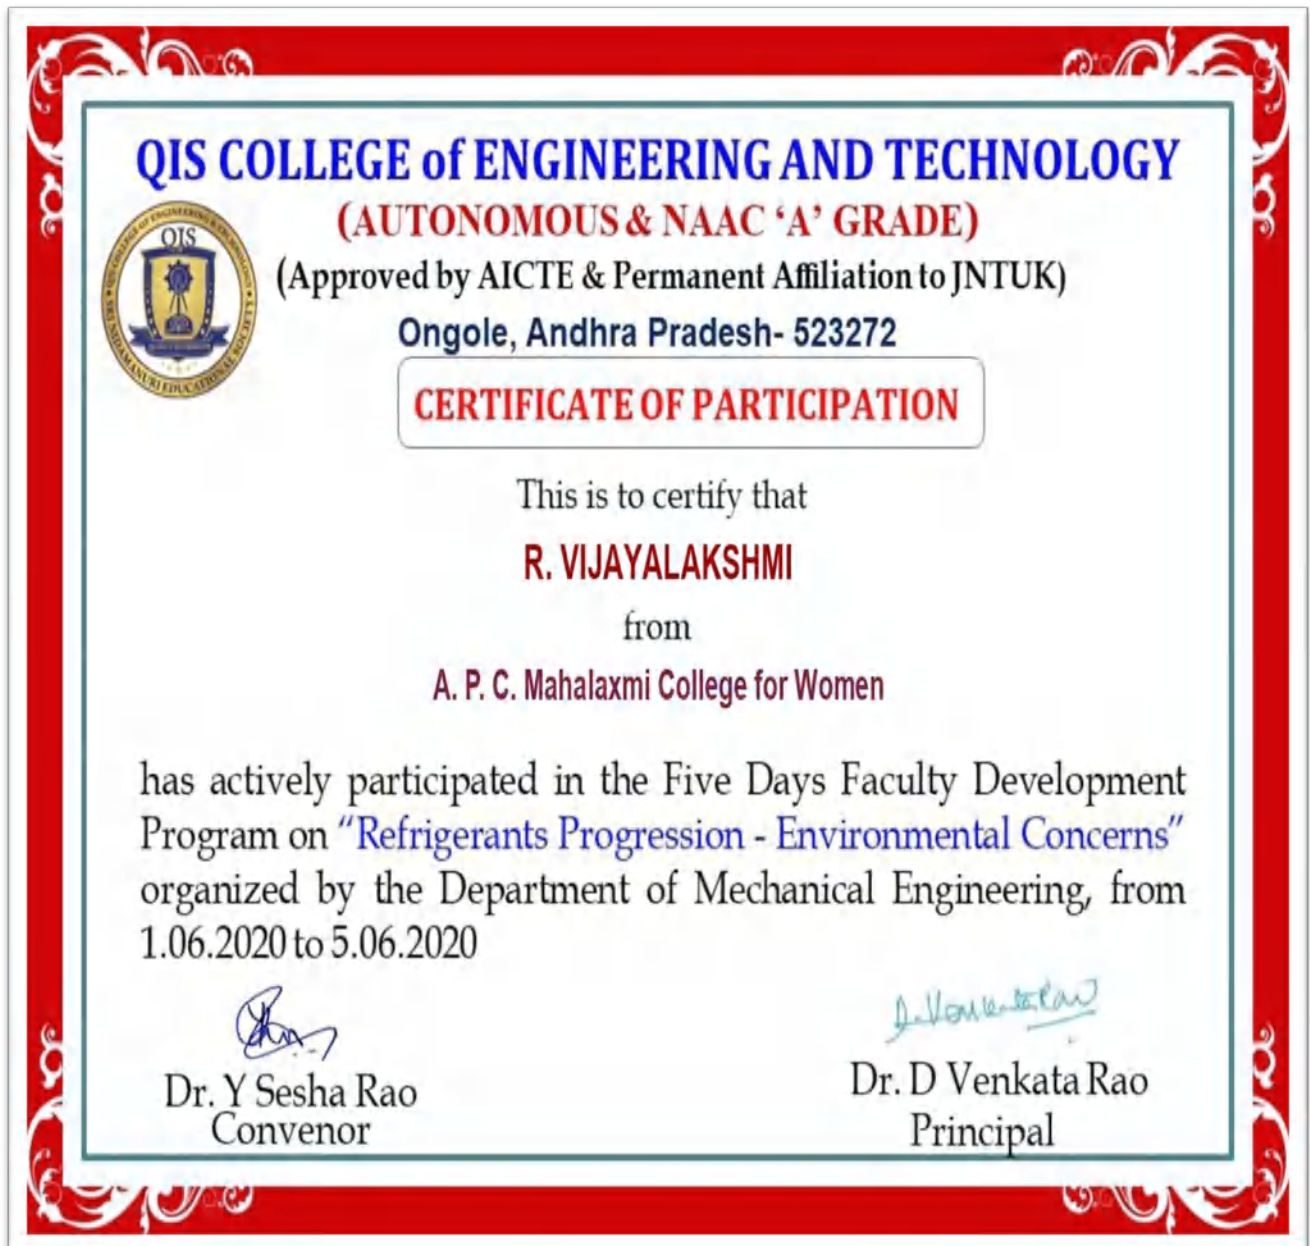 QIS COLLEGE of ENGINEERING AND TECHNOLOGY
(AUTONOMOUS & NAAC ‘A’ GRADE)
QIS
(Approved by AICTE & Permanent Affiliation to JNTUK)
Ongole, Andhra Pradesh- 523272
CERTIFICATE OF PARTICIPATION
This is to certify that
R. VIJAYALAKSHMI
from
A. P. C. Mahalaxmi College for Women
has actively participated in the Five Days Faculty Development
Program on “Refrigerants Progression - Environmental Concerns”
organized by the Department of Mechanical Engineering, from
1.06.2020 to 5.06.2020
D. Venkata Rao
Dr. Y Sesha Rao
Convenor
Dr. D Venkata Rao
Principal